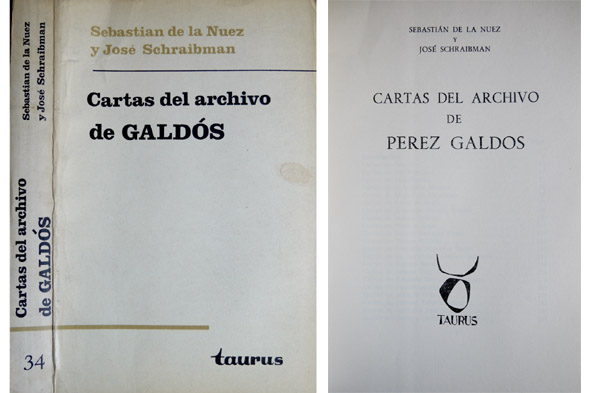 Sebastian de la Nuez
y José Schraibman
Cartas del archivo
de GALDÓS
34
Sebastian de la Nuez
y José Schraibman
Cartas del archivo
de GALDÓS
taurus
SEBASTIÁN DE LA NUEZ
Y
JOSÉ SCHRAIBMAN
CARTAS DEL ARCHIVO
DE
PEREZ GALDOS
TAURUS